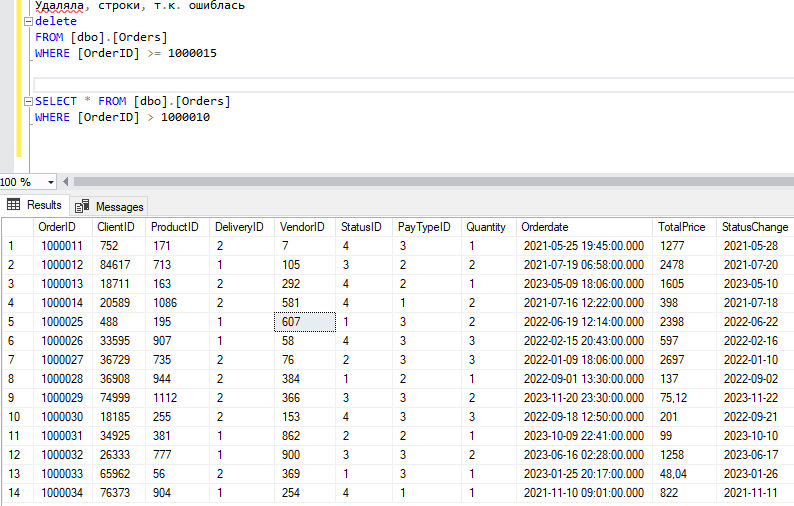 Удаляла, строки, т.к. ошиблась
delete
FROM [dbo].[Orders]
WHERE [OrderID] >= 1000015
SELECT * FROM [dbo].[Orders]
WHERE [OrderID] > 1000010
100 %
Results Messages
OrderID ClientID ProductID DeliveryID VendorID StatusID PayTypeID Quantity Orderdate TotalPrice StatusChange
1 1000011 752 171 2 7 4 3 1 2021-05-25 19:45:00.000 1277 2021-05-28
2 1000012 84617 713 1 105 3 2 2 2021-07-19 06:58:00.000 2478 2021-07-20
3 1000013 18711 163 2 292 4 2 1 2023-05-09 18:06:00.000 1605 2023-05-10
4 1000014 20589 1086 2 581 4 1 2 2021-07-16 12:22:00.000 398 2021-07-18
5 1000025 488 195 1 607 1 3 2 2022-06-19 12:14:00.000 2398 2022-06-22
6 1000026 33595 907 1 58 4 3 3 2022-02-15 20:43:00.000 597 2022-02-16
7 1000027 36729 735 2 76 2 3 3 2022-01-09 18:06:00.000 2697 2022-01-10
8 1000028 36908 944 2 384 1 2 1 2022-09-01 13:30:00.000 137 2022-09-02
9 1000029 74999 1112 2 366 3 3 2 2023-11-20 23:30:00.000 75,12 2023-11-22
10 1000030 18185 255 2 153 4 3 3 2022-09-18 12:50:00.000 201 2022-09-21
11 1000031 34925 381 1 862 2 2 1 2023-10-09 22:41:00.000 99 2023-10-10
12 1000032 26333 777 1 900 3 3 2 2023-06-16 02:28:00.000 1258 2023-06-17
13 1000033 65962 56 2 369 1 3 1 2023-01-25 20:17:00.000 48,04 2023-01-26
14 1000034 76373 904 1 254 4 1 1 2021-11-10 09:01:00.000 822 2021-11-11